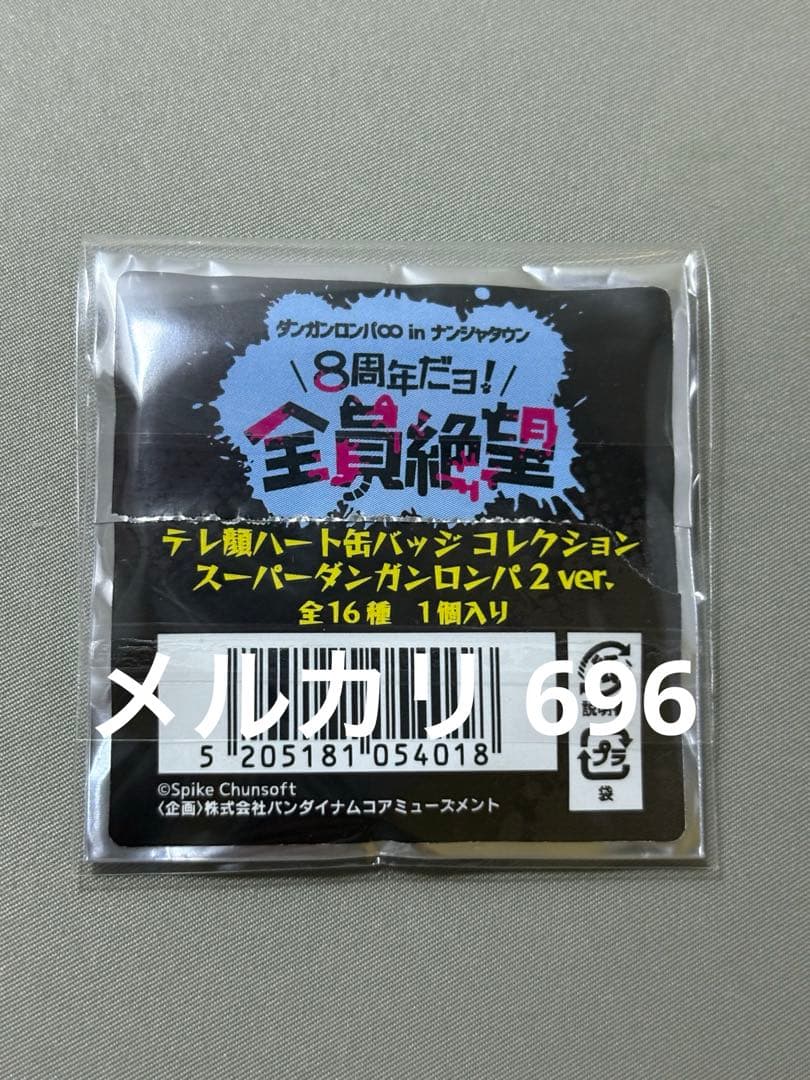 ダンガンロンパ∞ in ナンジャタウン
\8周年だョ!/
全員絶望
テレ顔ハート缶バッジ コレクション
スーパーダンガンロンパ2 ver.
全16種 1個入り
メルカリ 696
5 205181 054018
説明
プラ
袋
©Spike Chunsoft
〈企画〉株式会社バンダイナムコアミューズメント